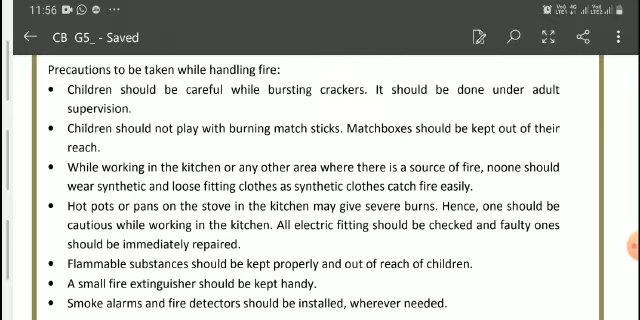 11:56
VoD 4G
LTE1
VoD
LTE2
CB G5_ - Saved
Precautions to be taken while handling fire:
• Children should be careful while bursting crackers. It should be done under adult
supervision.
• Children should not play with burning match sticks. Matchboxes should be kept out of their
reach.
• While working in the kitchen or any other area where there is a source of fire, noone should
wear synthetic and loose fitting clothes as synthetic clothes catch fire easily.
• Hot pots or pans on the stove in the kitchen may give severe burns. Hence, one should be
cautious while working in the kitchen. All electric fitting should be checked and faulty ones
should be immediately repaired.
• Flammable substances should be kept properly and out of reach of children.
• A small fire extinguisher should be kept handy.
• Smoke alarms and fire detectors should be installed, wherever needed.